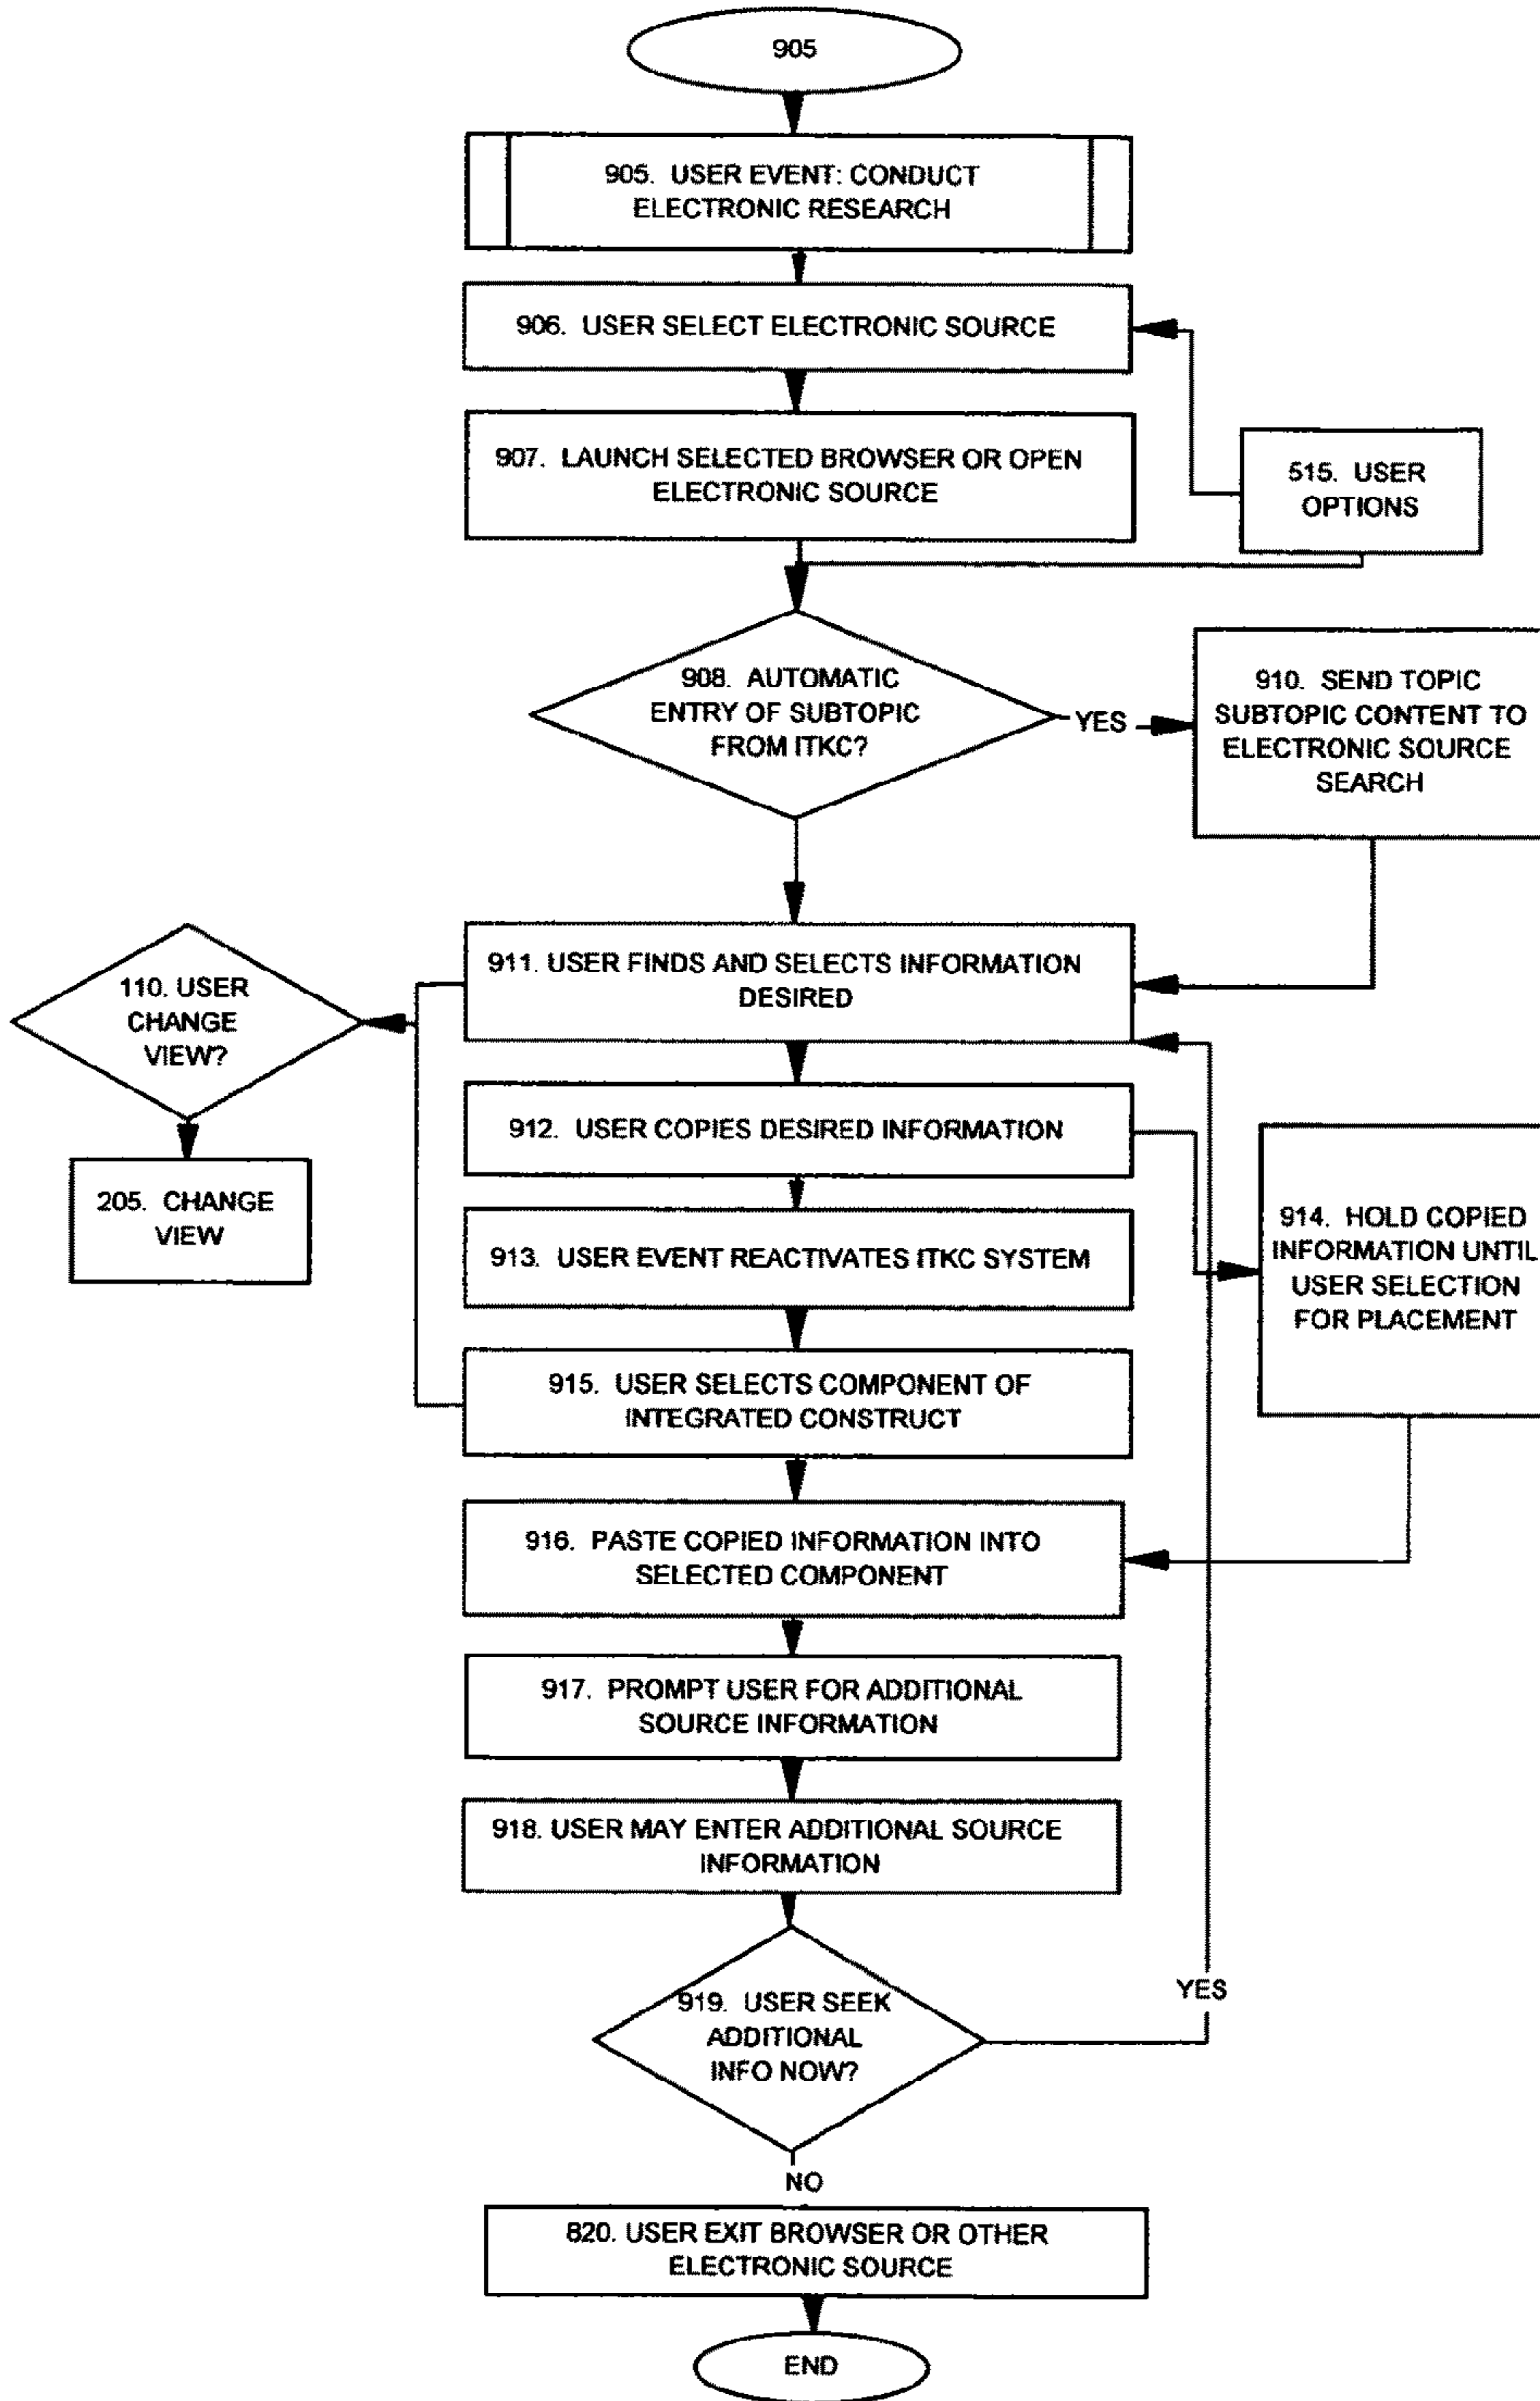 905
905. USER EVENT: CONDUCT
ELECTRONIC RESEARCH
906. USER SELECT ELECTRONIC SOURCE
907. LAUNCH SELECTED BROWSER OR OPEN
ELECTRONIC SOURCE
515. USER
OPTIONS
908. AUTOMATIC
ENTRY OF SUBTOPIC
FROM ITKC?
YES
910. SEND TOPIC
SUBTOPIC CONTENT TO
ELECTRONIC SOURCE
SEARCH
911. USER FINDS AND SELECTS INFORMATION
DESIRED
110. USER
CHANGE
VIEW?
205. CHANGE
VIEW
912. USER COPIES DESIRED INFORMATION
913. USER EVENT REACTIVATES ITKC SYSTEM
914. HOLD COPIED
INFORMATION UNTIL
USER SELECTION
FOR PLACEMENT
915. USER SELECTS COMPONENT OF
INTEGRATED CONSTRUCT
916. PASTE COPIED INFORMATION INTO
SELECTED COMPONENT
917. PROMPT USER FOR ADDITIONAL
SOURCE INFORMATION
918. USER MAY ENTER ADDITIONAL SOURCE
INFORMATION
919. USER SEEK
ADDITIONAL
INFO NOW?
YES
NO
820. USER EXIT BROWSER OR OTHER
ELECTRONIC SOURCE
END